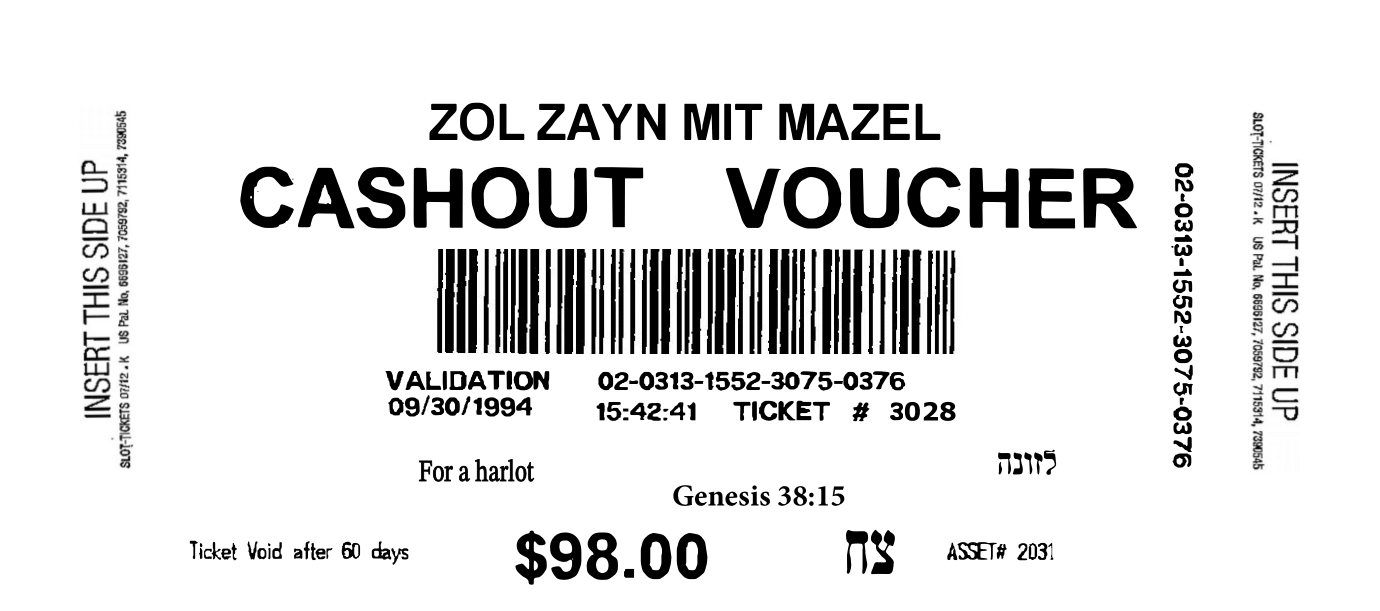 ZOL ZAYN MIT MAZEL
CASHOUT VOUCHER
INSERT THIS SIDE UP
SLOT-TICKETS 07/12 - K US Pat. No. 6696127, 7059792, 7115314, 7390545
VALIDATION 02-0313-1552-3075-0376
09/30/1994 15:42:41 TICKET # 3028
For a harlot לזונה
Genesis 38:15
Ticket Void after 60 days $98.00 צח ASSET# 2031
02-0313-1552-3075-0376
SLOT-TICKETS 07/12 - K US Pat. No. 6696127, 7059792, 7115314, 7390545
INSERT THIS SIDE UP